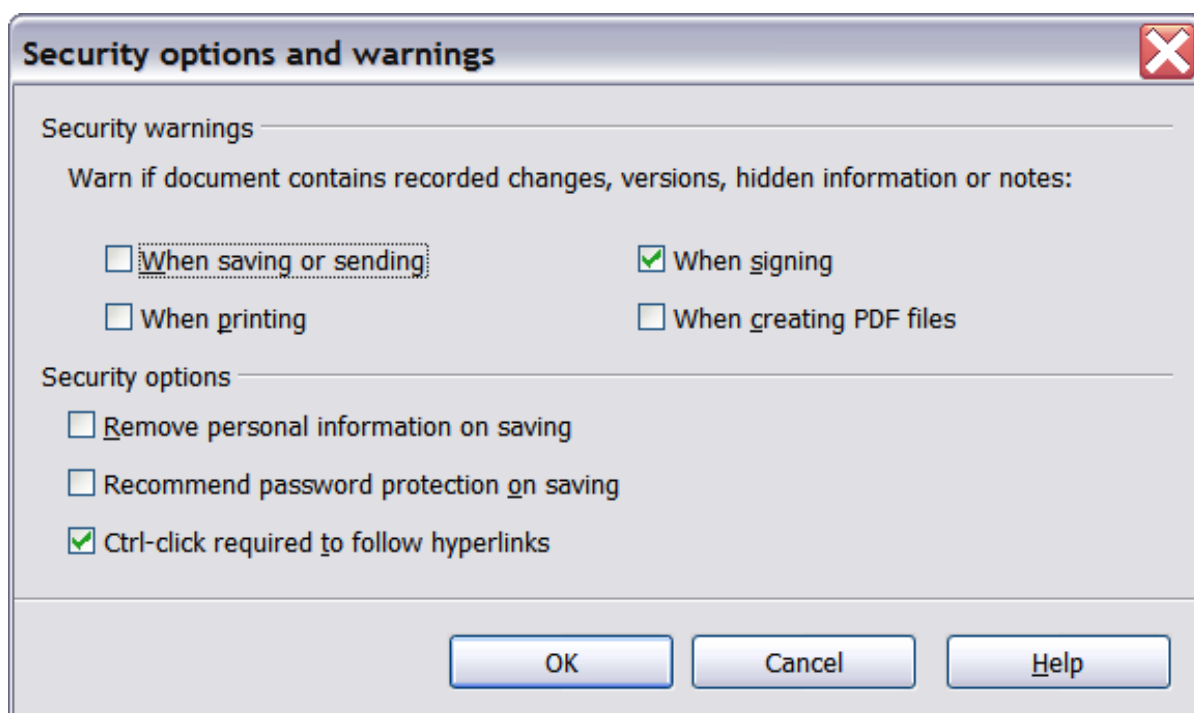 Security options and warnings
Security warnings
Warn if document contains recorded changes, versions, hidden information or notes:
When saving or sending
When signing
When printing
When creating PDF files
Security options
Remove personal information on saving
Recommend password protection on saving
Ctrl-click required to follow hyperlinks
OK
Cancel
Help